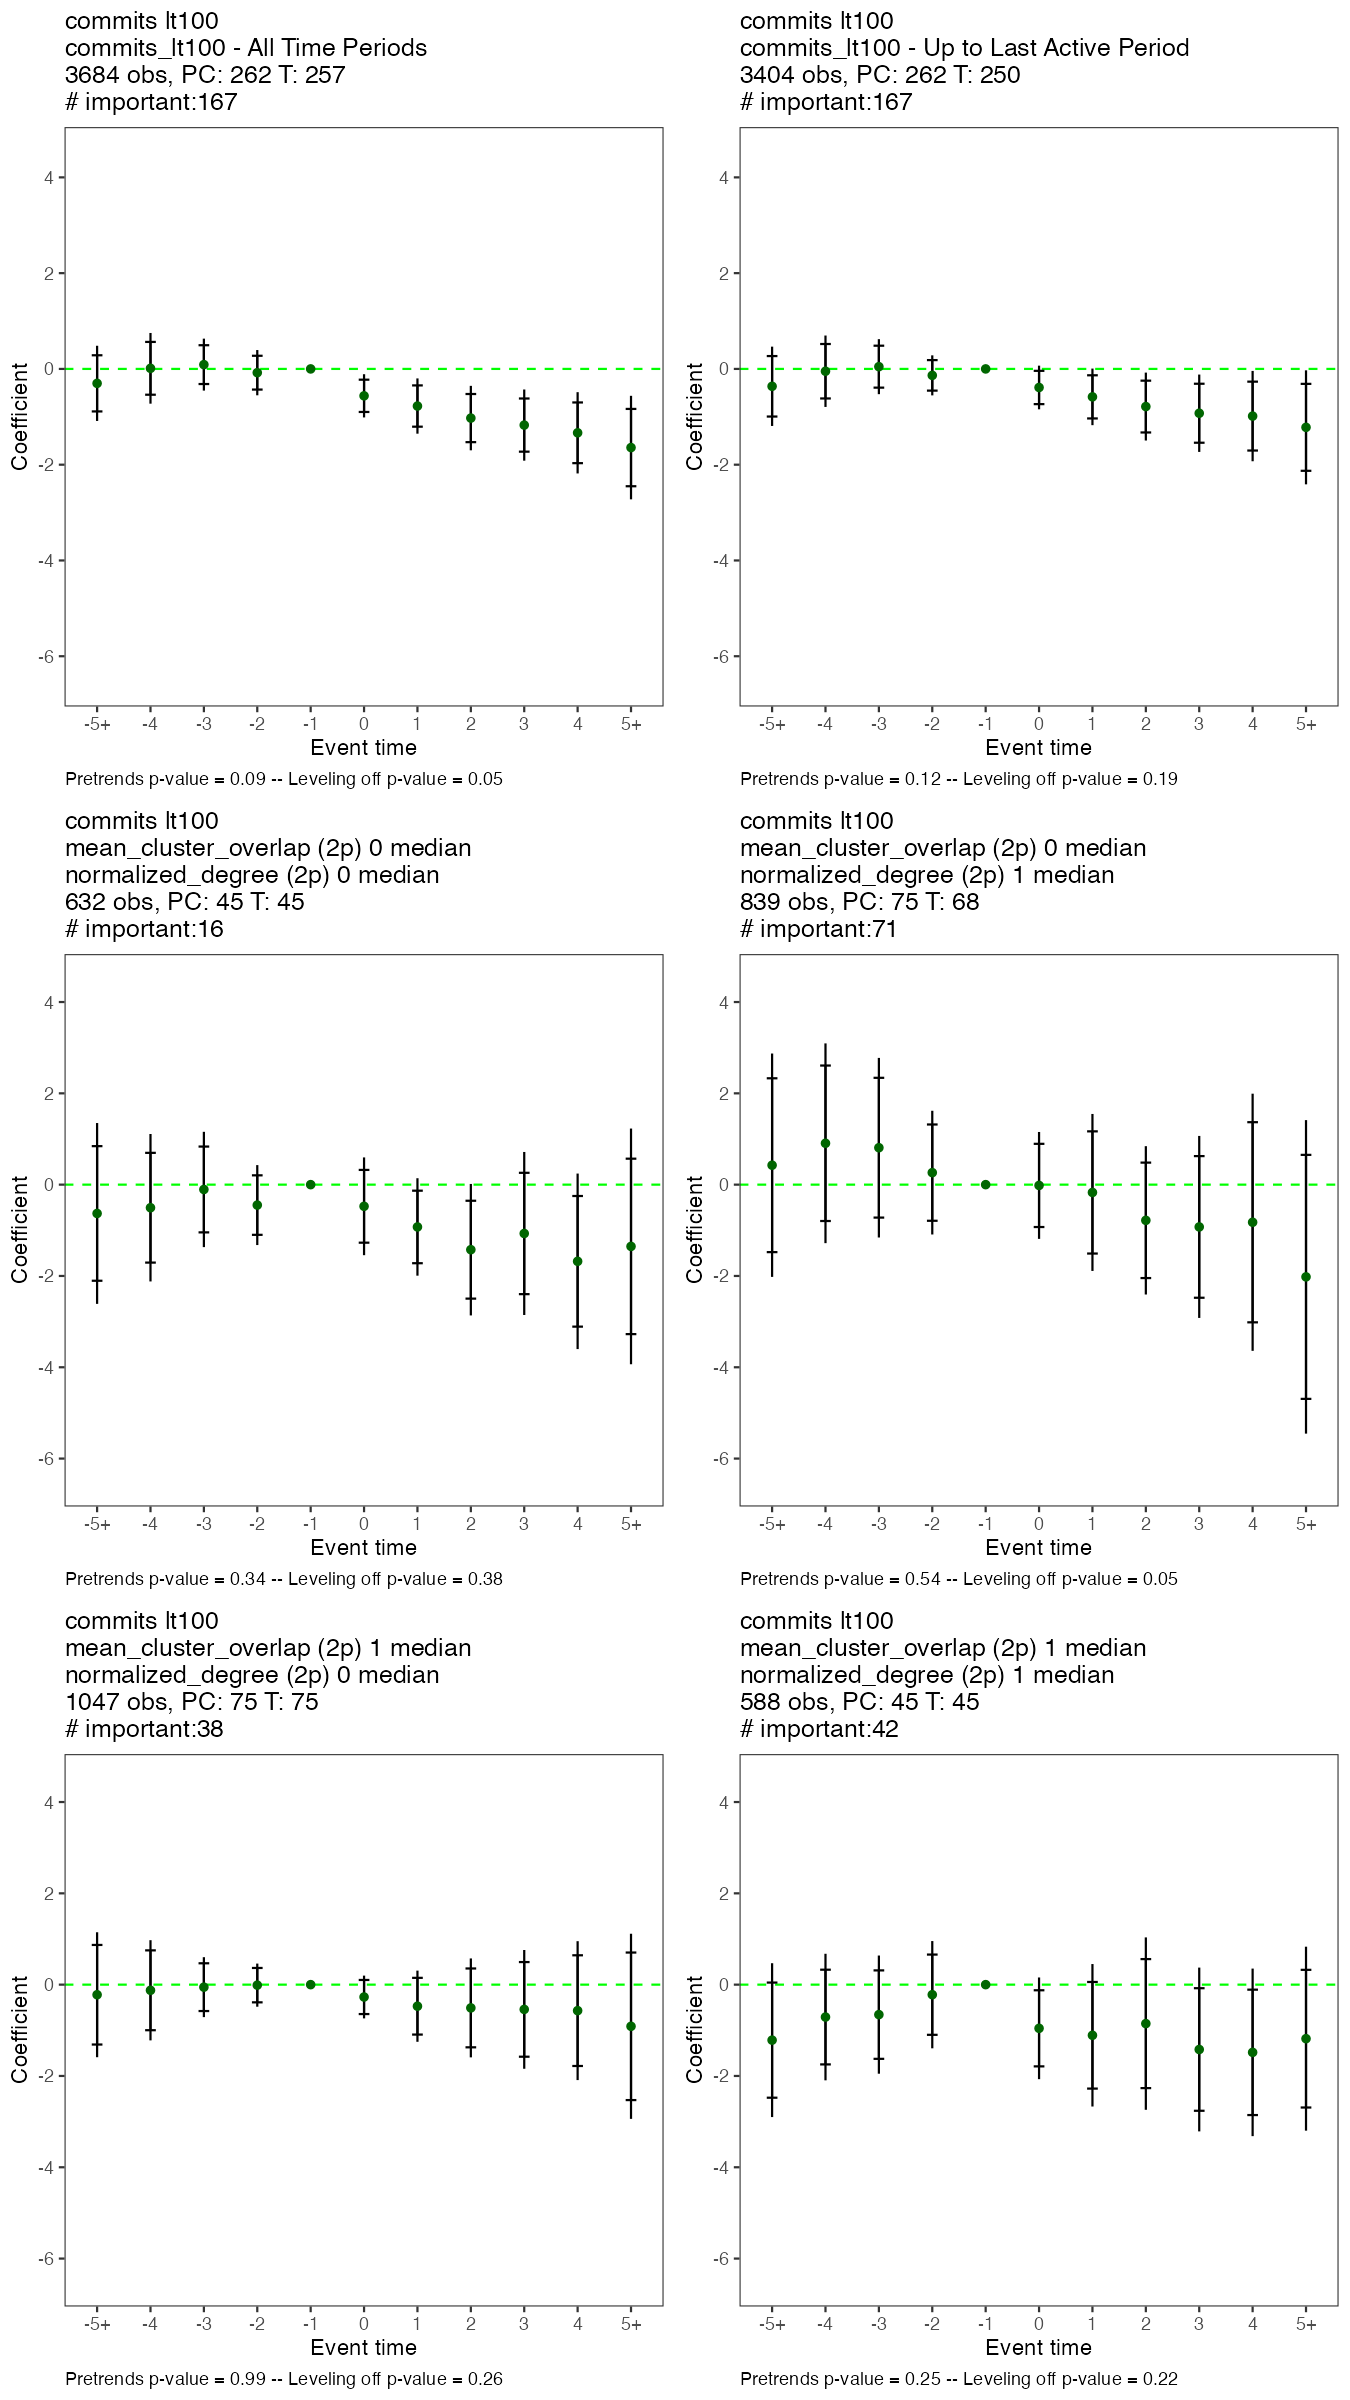 commits lt100
commits_lt100 - All Time Periods
3684 obs, PC: 262 T: 257
# important:167
4
2
0
-2
-4
-6
Coefficient
-5+ -4 -3 -2 -1 0 1 2 3 4 5+
Event time
Pretrends p-value = 0.09 -- Leveling off p-value = 0.05
commits lt100
commits_lt100 - Up to Last Active Period
3404 obs, PC: 262 T: 250
# important:167
4
2
0
-2
-4
-6
Coefficient
-5+ -4 -3 -2 -1 0 1 2 3 4 5+
Event time
Pretrends p-value = 0.12 -- Leveling off p-value = 0.19
commits lt100
mean_cluster_overlap (2p) 0 median
normalized_degree (2p) 0 median
632 obs, PC: 45 T: 45
# important:16
4
2
0
-2
-4
-6
Coefficient
-5+ -4 -3 -2 -1 0 1 2 3 4 5+
Event time
Pretrends p-value = 0.34 -- Leveling off p-value = 0.38
commits lt100
mean_cluster_overlap (2p) 0 median
normalized_degree (2p) 1 median
839 obs, PC: 75 T: 68
# important:71
4
2
0
-2
-4
-6
Coefficient
-5+ -4 -3 -2 -1 0 1 2 3 4 5+
Event time
Pretrends p-value = 0.54 -- Leveling off p-value = 0.05
commits lt100
mean_cluster_overlap (2p) 1 median
normalized_degree (2p) 0 median
1047 obs, PC: 75 T: 75
# important:38
4
2
0
-2
-4
-6
Coefficient
-5+ -4 -3 -2 -1 0 1 2 3 4 5+
Event time
Pretrends p-value = 0.99 -- Leveling off p-value = 0.26
commits lt100
mean_cluster_overlap (2p) 1 median
normalized_degree (2p) 1 median
588 obs, PC: 45 T: 45
# important:42
4
2
0
-2
-4
-6
Coefficient
-5+ -4 -3 -2 -1 0 1 2 3 4 5+
Event time
Pretrends p-value = 0.25 -- Leveling off p-value = 0.22